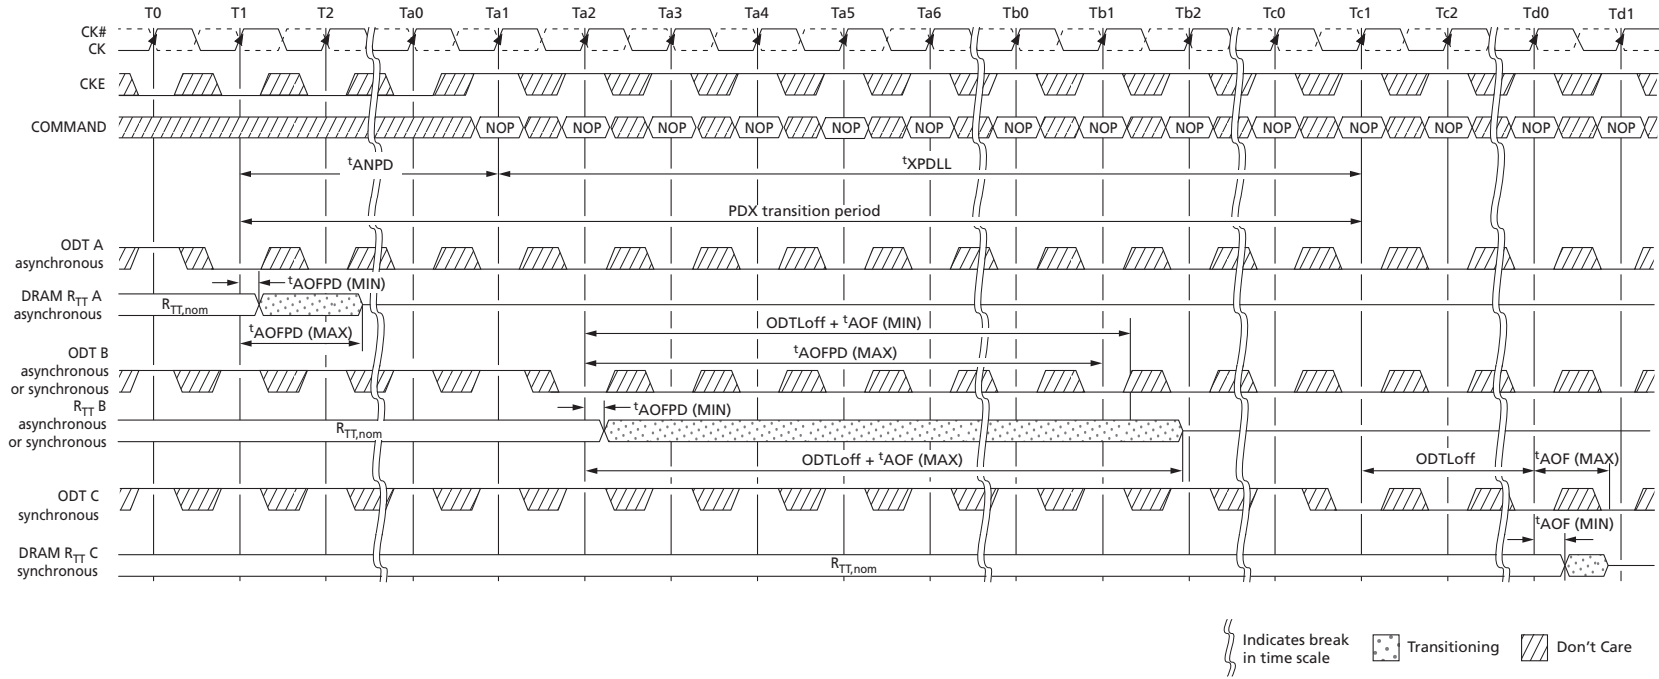 T0 T1 T2 Ta0 Ta1 Ta2 Ta3 Ta4 Ta5 Ta6 Tb0 Tb1 Tb2 Tc0 Tc1 Tc2 Td0 Td1
CK#
CK
CKE
COMMAND
NOP NOP NOP NOP NOP NOP NOP NOP NOP NOP NOP NOP NOP NOP
tANPD
tXPDLL
PDX transition period
ODT A
asynchronous
tAOFPD (MIN)
DRAM RTT A
asynchronous
RTT,nom
tAOFPD (MAX)
ODTLoff + tAOF (MIN)
tAOFPD (MAX)
ODT B
asynchronous
or synchronous
tAOFPD (MIN)
RTT B
asynchronous
or synchronous
RTT,nom
ODTLoff + tAOF (MAX)
ODTLoff
tAOF (MAX)
ODT C
synchronous
tAOF (MIN)
DRAM RTT C
synchronous
RTT,nom
Indicates break
in time scale
Transitioning
Don't Care